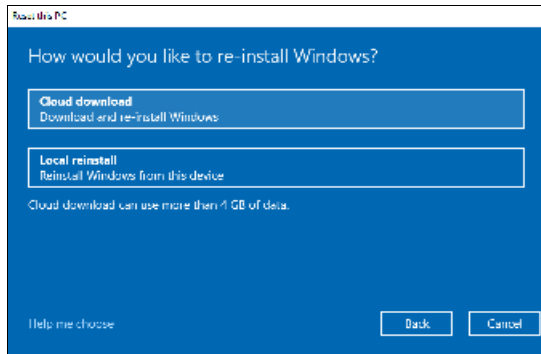 Reset this PC
How would you like to re-install Windows?
Cloud download
Download and re-install Windows
Local reinstall
Reinstall Windows from this device
Cloud download can use more than 4 GB of data.
Help me choose
Back
Cancel